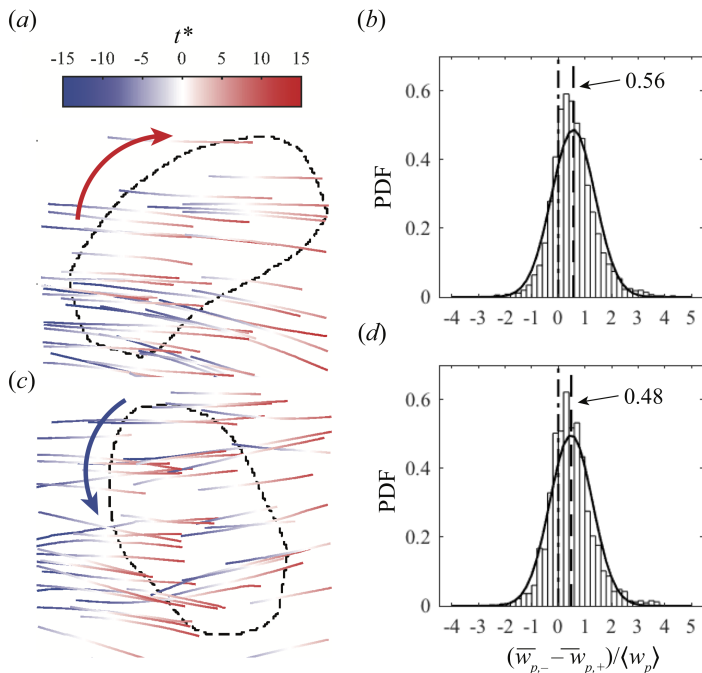 (a)
t*
-15 -10 -5 0 5 10 15
(b)
0.6
0.4
0.2
0
PDF
0.56
–4 –3 –2 –1 0 1 2 3 4 5
(c)
(d)
0.6
0.4
0.2
0
PDF
0.48
–4 –3 –2 –1 0 1 2 3 4 5
(w̅p,– – w̅p,+)/⟨wp⟩